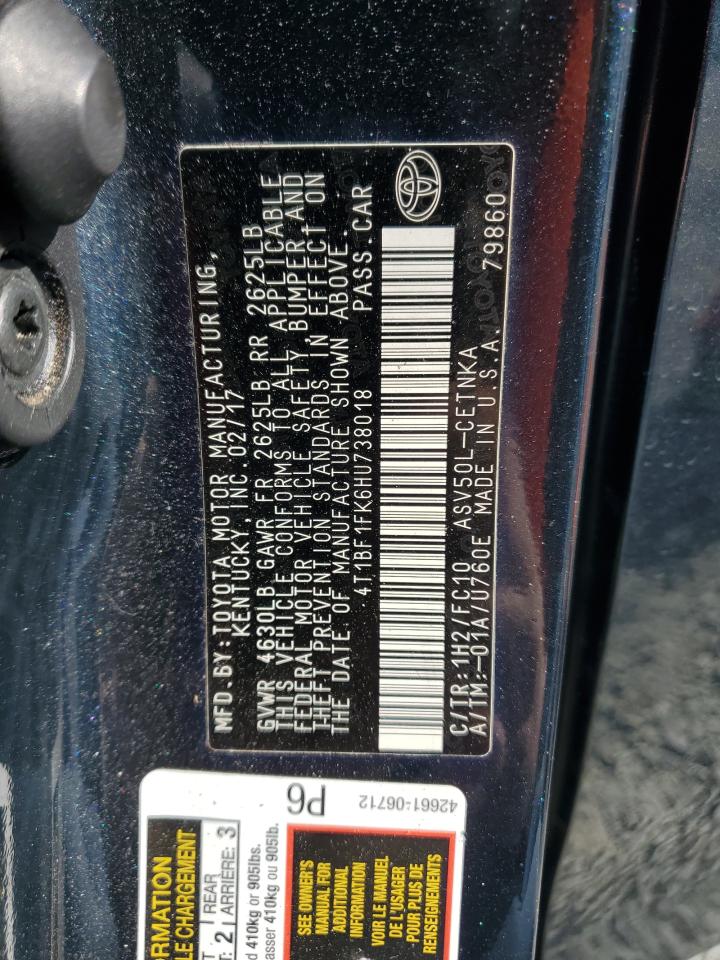 MFD. BY: TOYOTA MOTOR MANUFACTURING,
KENTUCKY, INC. 02/17
GVWR 4630LB GAWR FR 2625LB RR 2625LB
THIS VEHICLE CONFORMS TO ALL APPLICABLE
FEDERAL MOTOR VEHICLE SAFETY, BUMPER AND
THEFT PREVENTION STANDARDS IN EFFECT ON
THE DATE OF MANUFACTURE SHOWN ABOVE.
4T1BF1FK6HU738018 PASS. CAR
C/TR: 1H2/FC10 ASV50L-CETNKA
A/TM: -01A/U760E MADE IN U.S.A. 79860
P6
42661-06712
REAR
2 ARRIÈRE: 3
410kg or 905lbs.
410kg ou 905lb.
SEE OWNER'S
MANUAL FOR
ADDITIONAL
INFORMATION
VOIR LE MANUEL
DE L'USAGER
POUR PLUS DE
RENSEIGNEMENTS